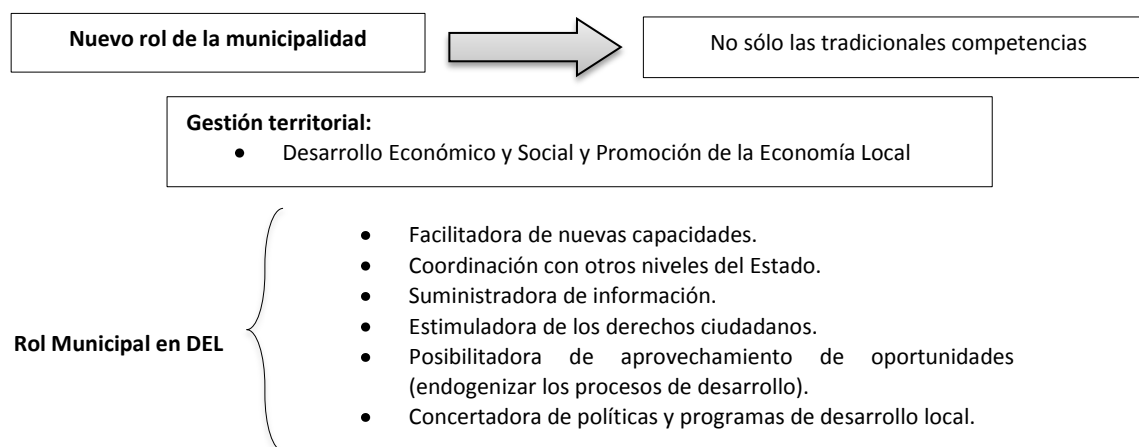 Nuevo rol de la municipalidad
No sólo las tradicionales competencias
Gestión territorial:
• Desarrollo Económico y Social y Promoción de la Economía Local
Rol Municipal en DEL
• Facilitadora de nuevas capacidades.
• Coordinación con otros niveles del Estado.
• Suministradora de información.
• Estimuladora de los derechos ciudadanos.
• Posibilitadora de aprovechamiento de oportunidades
(endogenizar los procesos de desarrollo).
• Concertadora de políticas y programas de desarrollo local.